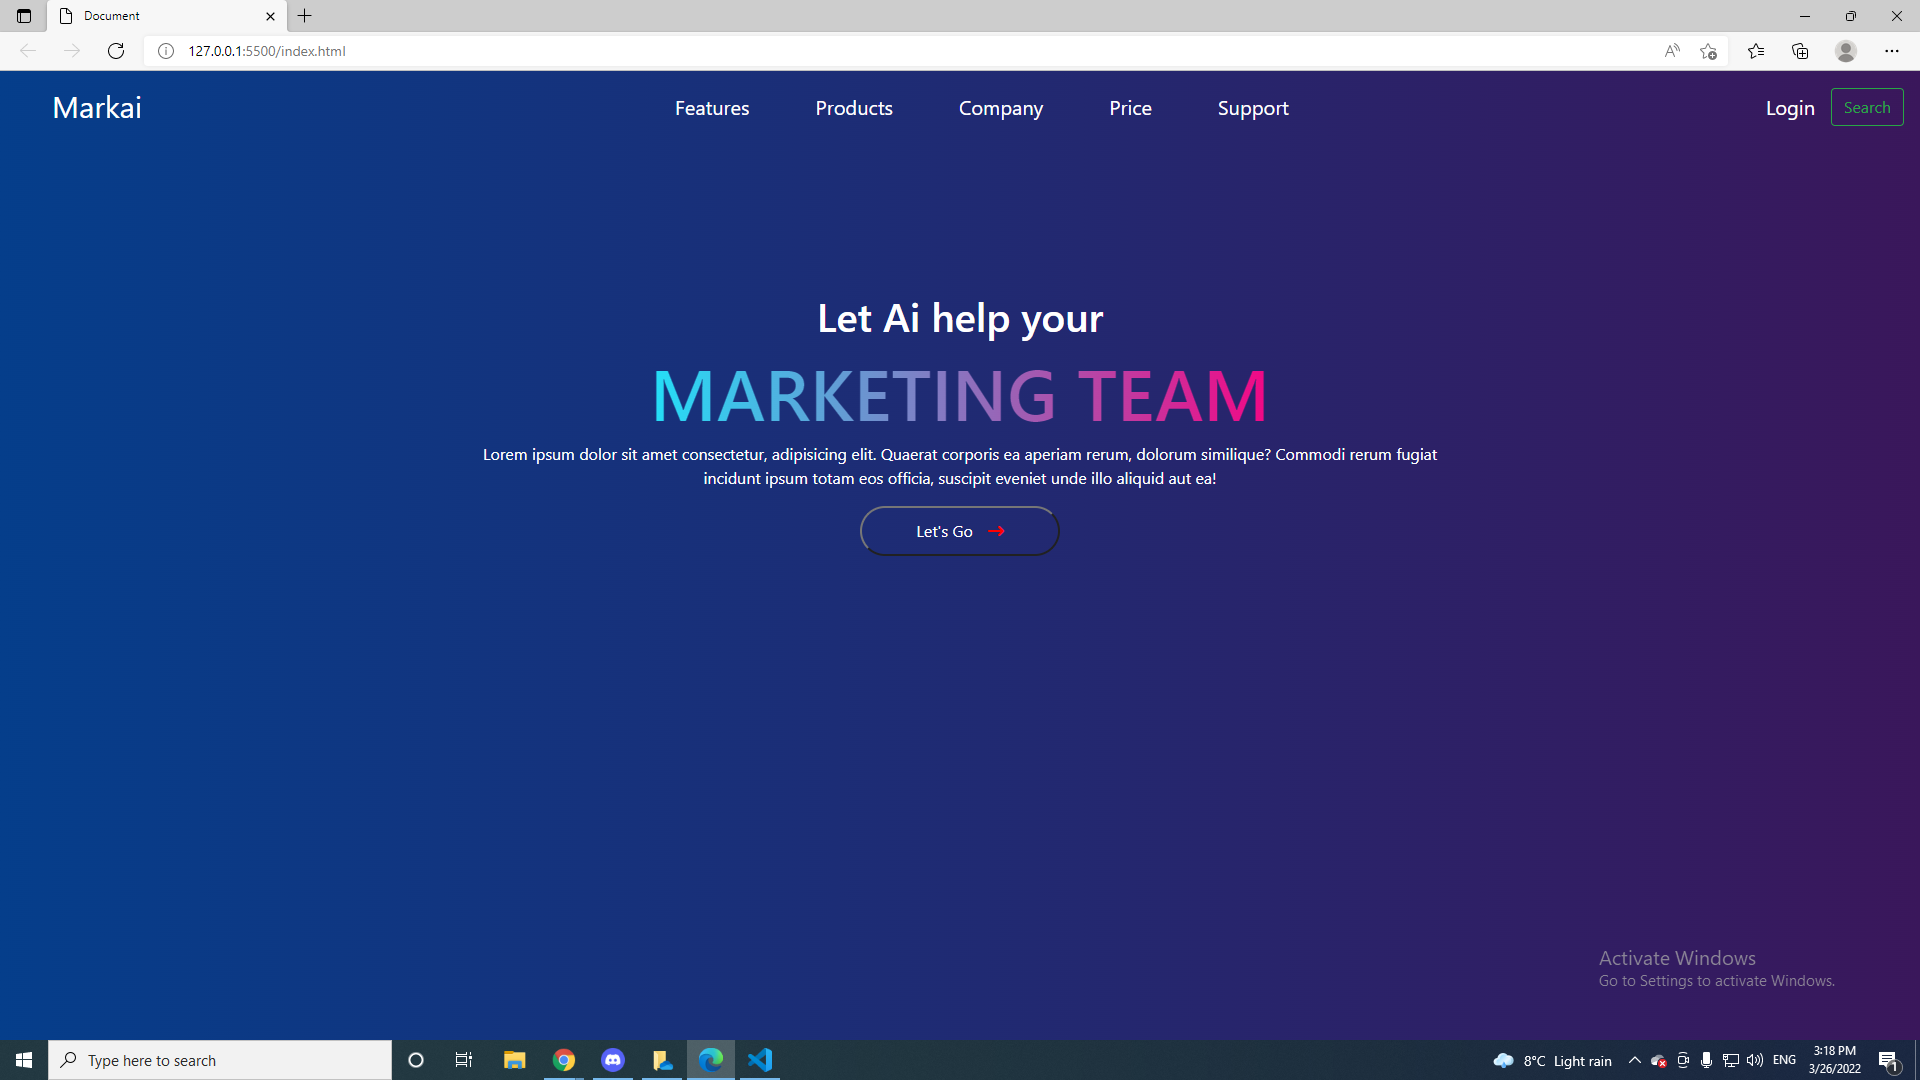 Document
127.0.0.1:5500/index.html
Markai Features Products Company Price Support Login Search
Let Ai help your
MARKETING TEAM
Lorem ipsum dolor sit amet consectetur, adipisicing elit. Quaerat corporis ea aperiam rerum, dolorum similique? Commodi rerum fugiat
incidunt ipsum totam eos officia, suscipit eveniet unde illo aliquid aut ea!
Let's Go
Activate Windows
Go to Settings to activate Windows.
Type here to search
8°C Light rain
ENG
3:18 PM
3/26/2022
1